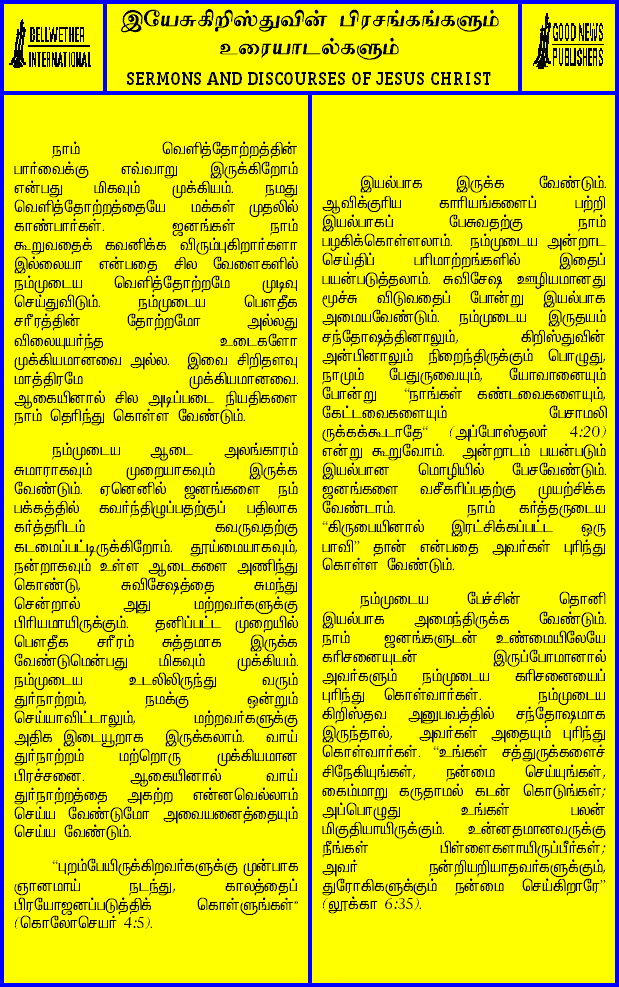 BELLWETHER
INTERNATIONAL
இயேசுகிறிஸ்துவின் பிரசங்கங்களும்
உரையாடல்களும்
SERMONS AND DISCOURSES OF JESUS CHRIST
GOOD NEWS
PUBLISHERS
நாம் வெளித்தோற்றத்தின்
பார்வைக்கு எவ்வாறு இருக்கிறோம்
என்பது மிகவும் முக்கியம். நமது
வெளித்தோற்றத்தையே மக்கள் முதலில்
காண்பார்கள். ஜனங்கள் நாம்
கூறுவதைக் கவனிக்க விரும்புகிறார்களா
இல்லையா என்பதை சில வேளைகளில்
நம்முடைய வெளித்தோற்றமே முடிவு
செய்துவிடும். நம்முடைய பௌதீக
சரீரத்தின் தோற்றமோ அல்லது
விலையுயர்ந்த உடைகளோ
முக்கியமானவை அல்ல. இவை சிறிதளவு
மாத்திரமே முக்கியமானவை.
ஆகையினால் சில அடிப்படை நியதிகளை
நாம் தெரிந்து கொள்ள வேண்டும்.
நம்முடைய ஆடை அலங்காரம்
சுமாராகவும் முறையாகவும் இருக்க
வேண்டும். ஏனெனில் ஜனங்களை நம்
பக்கத்தில் கவர்ந்திழுப்பதற்குப் பதிலாக
கர்த்தரிடம் கவருவதற்கு
கடமைப்பட்டிருக்கிறோம். தூய்மையாகவும்,
நன்றாகவும் உள்ள ஆடைகளை அணிந்து
கொண்டு, சுவிசேஷத்தை சுமந்து
சென்றால் அது மற்றவர்களுக்கு
பிரியமாயிருக்கும். தனிப்பட்ட முறையில்
பௌதீக சரீரம் சுத்தமாக இருக்க
வேண்டுமென்பது மிகவும் முக்கியம்.
நம்முடைய உடலிலிருந்து வரும்
துர்நாற்றம், நமக்கு ஒன்றும்
செய்யாவிட்டாலும், மற்றவர்களுக்கு
அதிக இடையூறாக இருக்கலாம். வாய்
துர்நாற்றம் மற்றொரு முக்கியமான
பிரச்சனை. ஆகையினால் வாய்
துர்நாற்றத்தை அகற்ற என்னவெல்லாம்
செய்ய வேண்டுமோ அவையனைத்தையும்
செய்ய வேண்டும்.
“புறம்பேயிருக்கிறவர்களுக்கு முன்பாக
ஞானமாய் நடந்து, காலத்தைப்
பிரயோஜனப்படுத்திக் கொள்ளுங்கள்”
(கொலோசெயர் 4:5).
இயல்பாக இருக்க வேண்டும்.
ஆவிக்குரிய காரியங்களைப் பற்றி
இயல்பாகப் பேசுவதற்கு நாம்
பழகிக்கொள்ளலாம். நம்முடைய அன்றாட
செய்திப் பரிமாற்றங்களில் இதைப்
பயன்படுத்தலாம். சுவிசேஷ ஊழியமானது
மூச்சு விடுவதைப் போன்று இயல்பாக
அமையவேண்டும். நம்முடைய இருதயம்
சந்தோஷத்தினாலும், கிறிஸ்துவின்
அன்பினாலும் நிறைந்திருக்கும் பொழுது,
நாமும் பேதுருவையும், யோவானையும்
போன்று “நாங்கள் கண்டவைகளையும்,
கேட்டவைகளையும் பேசாமலி
ருக்கக்கூடாதே“ (அப்போஸ்தலர் 4:20)
என்று கூறுவோம். அன்றாடம் பயன்படும்
இயல்பான மொழியில் பேசவேண்டும்.
ஜனங்களை வசீகரிப்பதற்கு முயற்சிக்க
வேண்டாம். நாம் கர்த்தருடைய
“கிருபையினால் இரட்சிக்கப்பட்ட ஒரு
பாவி” தான் என்பதை அவர்கள் புரிந்து
கொள்ள வேண்டும்.
நம்முடைய பேச்சின் தொனி
இயல்பாக அமைந்திருக்க வேண்டும்.
நாம் ஜனங்களுடன் உண்மையிலேயே
கரிசனையுடன் இருப்போமானால்
அவர்களும் நம்முடைய கரிசனையைப்
புரிந்து கொள்வார்கள். நம்முடைய
கிறிஸ்தவ அனுபவத்தில் சந்தோஷமாக
இருந்தால், அவர்கள் அதையும் புரிந்து
கொள்வார்கள். “உங்கள் சத்துருக்களைச்
சிநேகியுங்கள், நன்மை செய்யுங்கள்,
கைம்மாறு கருதாமல் கடன் கொடுங்கள்;
அப்பொழுது உங்கள் பலன்
மிகுதியாயிருக்கும். உன்னதமானவருக்கு
நீங்கள் பிள்ளைகளாயிருப்பீர்கள்;
அவர் நன்றியறியாதவர்களுக்கும்,
துரோகிகளுக்கும் நன்மை செய்கிறாரே”
(லூக்கா 6:35).